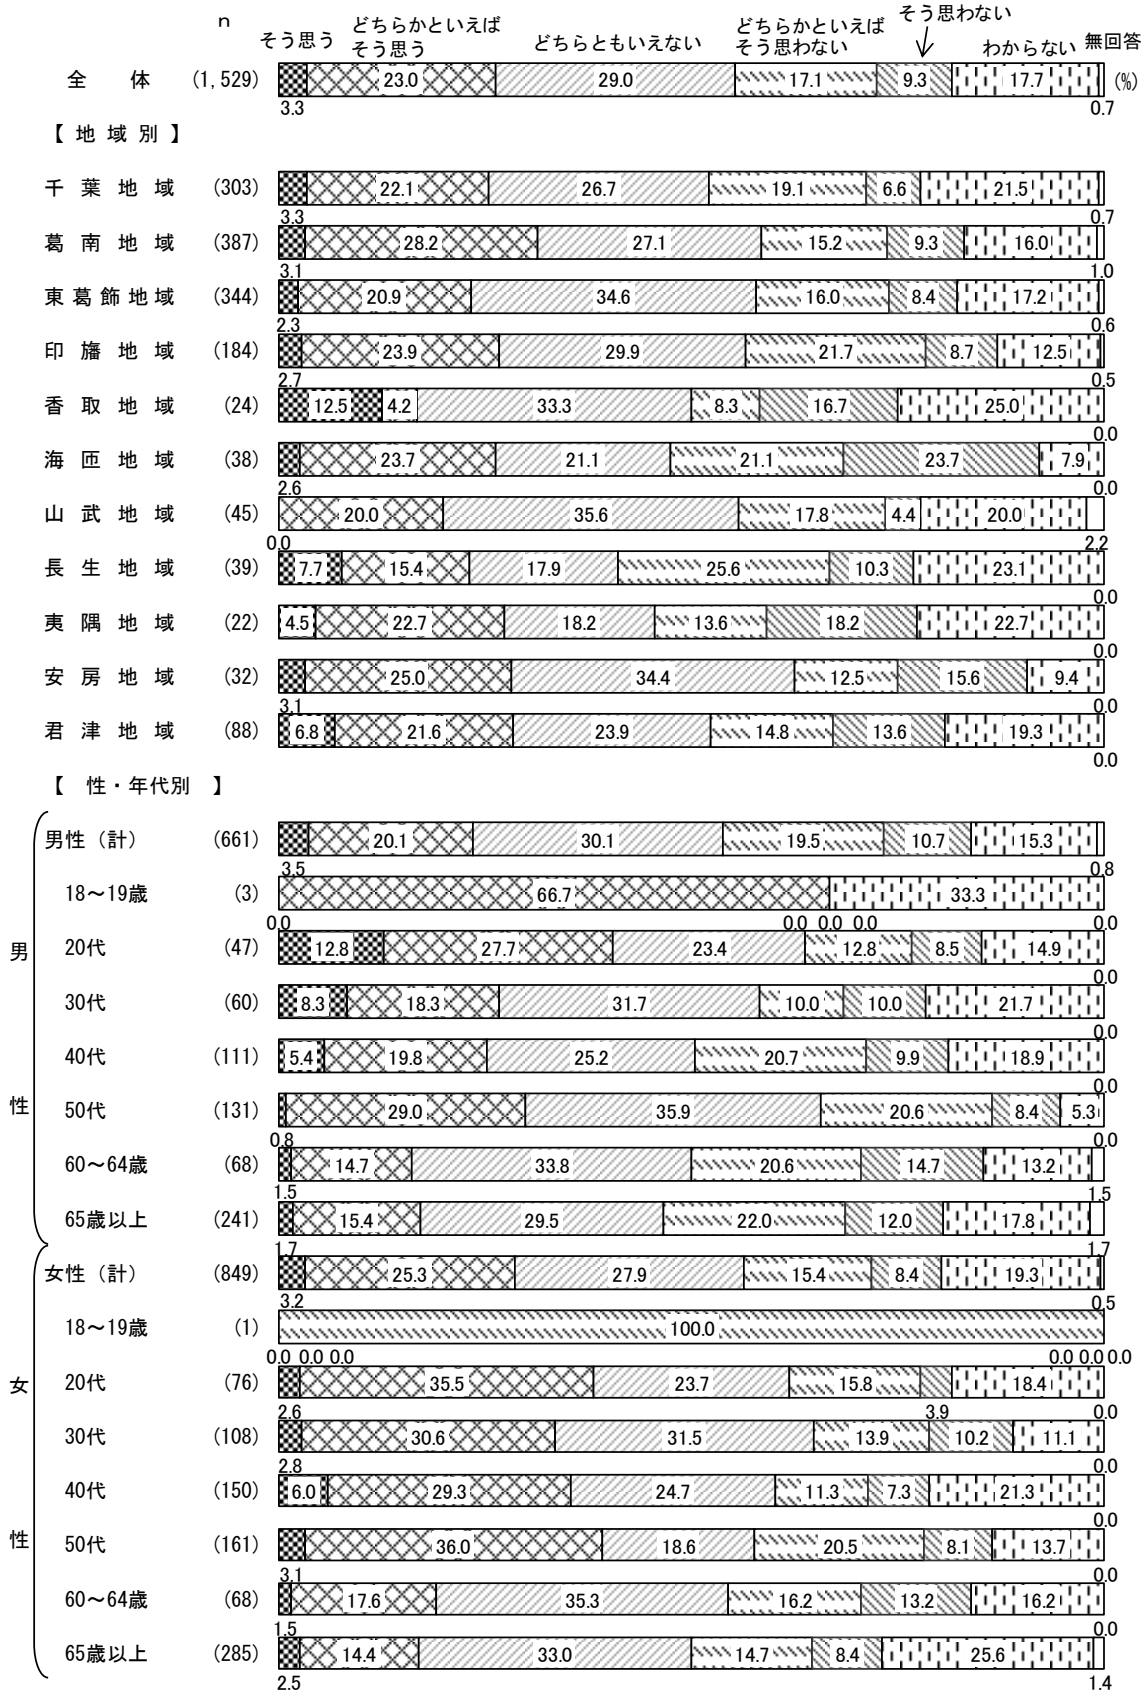 n
そう思う
どちらかといえば
そう思う
どちらともいえない
どちらかといえば
そう思わない
そう思わない
わからない
無回答
全 体 (1,529) 23.0 29.0 17.1 9.3 17.7 (%)
3.3 0.7
【 地 域 別 】
千 葉 地 域 (303) 22.1 26.7 19.1 6.6 21.5
3.3 0.7
葛 南 地 域 (387) 28.2 27.1 15.2 9.3 16.0
3.1 1.0
東 葛 飾 地 域 (344) 20.9 34.6 16.0 8.4 17.2
2.3 0.6
印 旛 地 域 (184) 23.9 29.9 21.7 8.7 12.5
2.7 0.5
香 取 地 域 (24) 12.5 4.2 33.3 8.3 16.7 25.0
0.0
海 匝 地 域 (38) 23.7 21.1 21.1 23.7 7.9
2.6 0.0
山 武 地 域 (45) 20.0 35.6 17.8 4.4 20.0
0.0 2.2
長 生 地 域 (39) 7.7 15.4 17.9 25.6 10.3 23.1
0.0
夷 隅 地 域 (22) 4.5 22.7 18.2 13.6 18.2 22.7
0.0
安 房 地 域 (32) 25.0 34.4 12.5 15.6 9.4
3.1 0.0
君 津 地 域 (88) 6.8 21.6 23.9 14.8 13.6 19.3
0.0
【 性・年代別 】
男性（計） (661) 20.1 30.1 19.5 10.7 15.3
3.5 0.8
18～19歳 (3) 66.7 33.3
0.0 0.0 0.0 0.0 0.0
男
20代 (47) 12.8 27.7 23.4 12.8 8.5 14.9
0.0
30代 (60) 8.3 18.3 31.7 10.0 10.0 21.7
0.0
40代 (111) 5.4 19.8 25.2 20.7 9.9 18.9
0.0
性
50代 (131) 29.0 35.9 20.6 8.4 5.3
0.8 0.0
60～64歳 (68) 14.7 33.8 20.6 14.7 13.2
1.5 1.5
65歳以上 (241) 15.4 29.5 22.0 12.0 17.8
1.7 1.7
女性（計） (849) 25.3 27.9 15.4 8.4 19.3
3.2 0.5
18～19歳 (1) 100.0
0.0 0.0 0.0 0.0 0.0 0.0
女
20代 (76) 35.5 23.7 15.8 18.4
2.6 3.9 0.0
30代 (108) 30.6 31.5 13.9 10.2 11.1
2.8 0.0
40代 (150) 6.0 29.3 24.7 11.3 7.3 21.3
0.0
性
50代 (161) 36.0 18.6 20.5 8.1 13.7
3.1 0.0
60～64歳 (68) 17.6 35.3 16.2 13.2 16.2
1.5 0.0
65歳以上 (285) 14.4 33.0 14.7 8.4 25.6
2.5 1.4